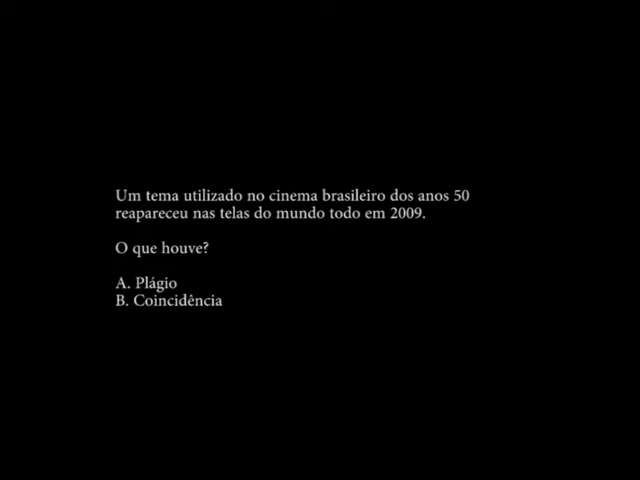 Um tema utilizado no cinema brasileiro dos anos 50
reapareceu nas telas do mundo todo em 2009.
O que houve?
A. Plágio
B. Coincidência